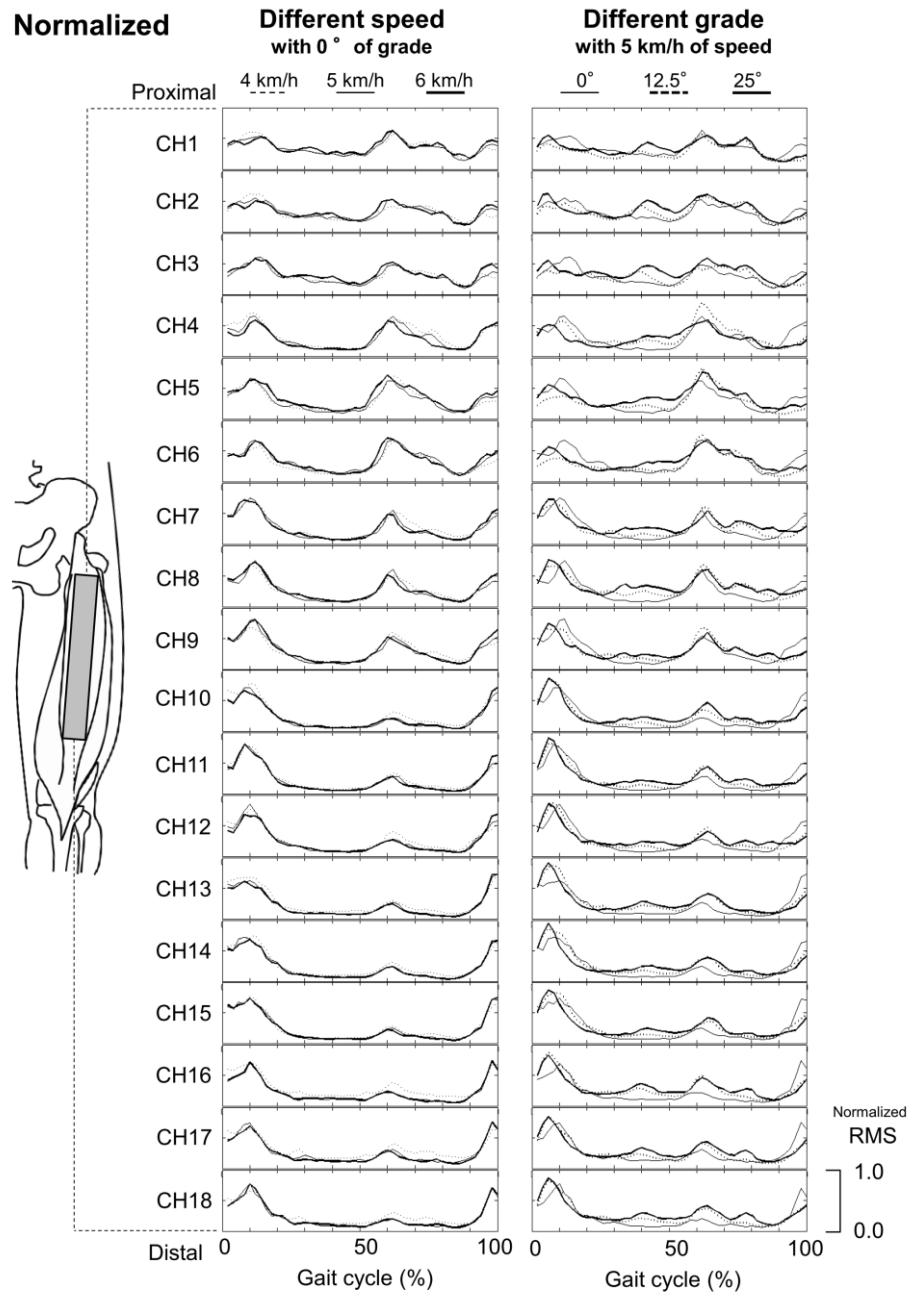 Normalized
Different speed
with 0° of grade
4 km/h 5 km/h 6 km/h
Different grade
with 5 km/h of speed
0° 12.5° 25°
Proximal
CH1
CH2
CH3
CH4
CH5
CH6
CH7
CH8
CH9
CH10
CH11
CH12
CH13
CH14
CH15
CH16
CH17
CH18
Distal
Normalized
RMS
1.0
0.0
0 50 100
Gait cycle (%)
0 50 100
Gait cycle (%)